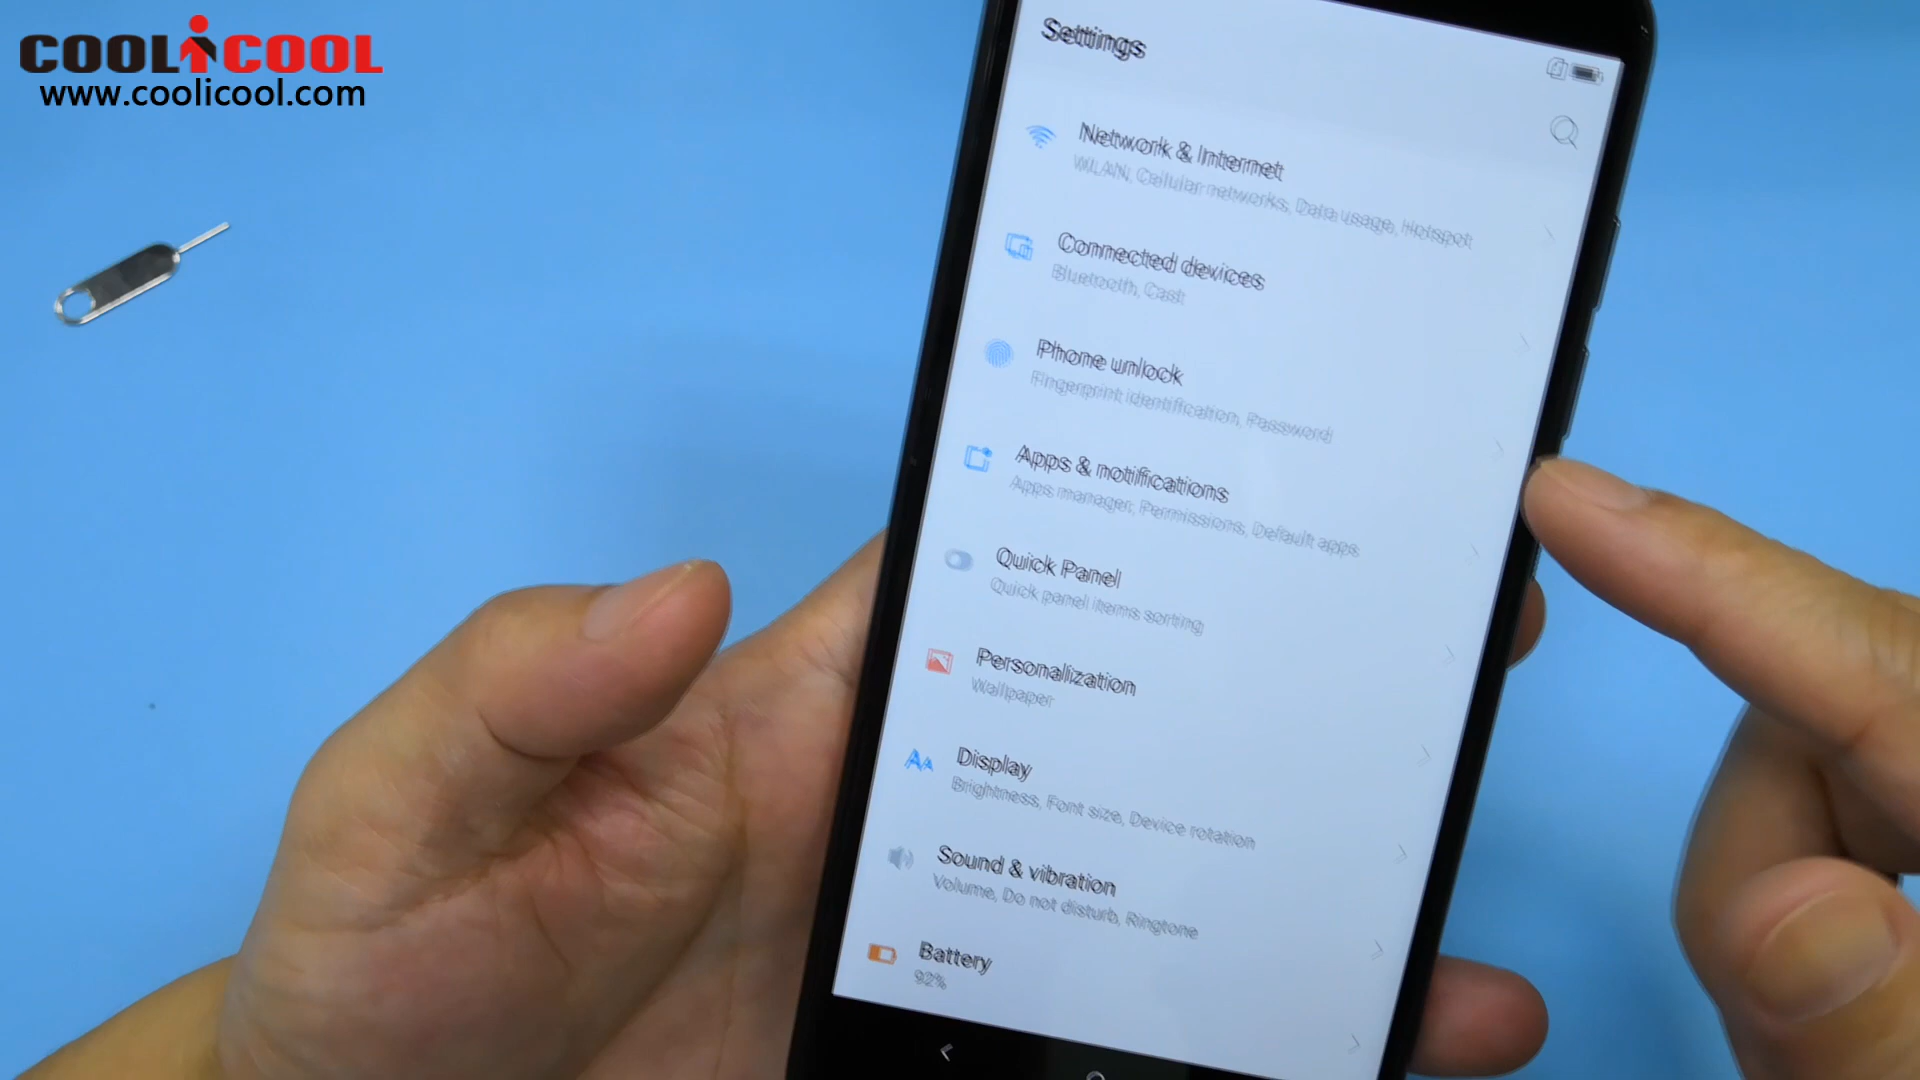 COOLiCOOL
www.coolicool.com
Settings
Network & Internet
WLAN, Cellular networks, Data usage, Hotspot
Connected devices
Bluetooth, Cast
Phone unlock
Fingerprint identification, Password
Apps & notifications
Apps manager, Permissions, Default apps
Quick Panel
Quick panel items sorting
Personalization
Wallpaper
Display
Brightness, Font size, Device rotation
Sound & vibration
Volume, Do not disturb, Ringtone
Battery
92%